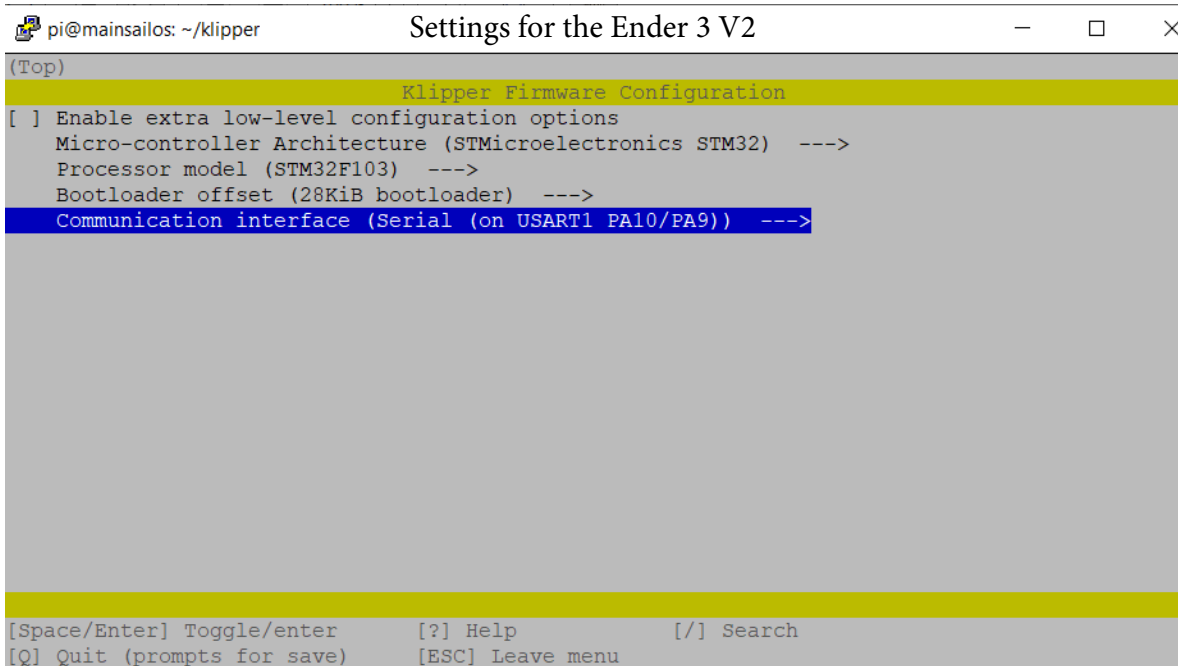 pi@mainsailos: ~/klipper Settings for the Ender 3 V2
(Top)
Klipper Firmware Configuration
[ ] Enable extra low-level configuration options
Micro-controller Architecture (STMicroelectronics STM32) --->
Processor model (STM32F103) --->
Bootloader offset (28KiB bootloader) --->
Communication interface (Serial (on USART1 PA10/PA9)) --->
[Space/Enter] Toggle/enter [?] Help [/] Search
[Q] Quit (prompts for save) [ESC] Leave menu